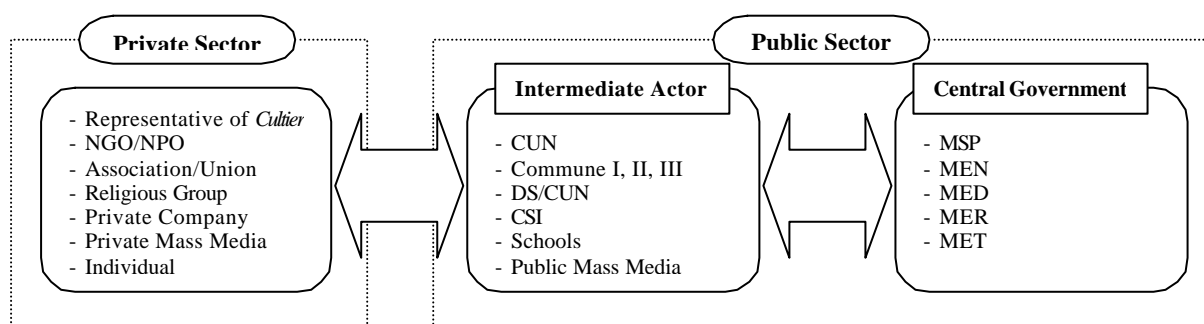 Private Sector
Public Sector
Intermediate Actor
Central Government
- Representative of Cultier
- NGO/NPO
- Association/Union
- Religious Group
- Private Company
- Private Mass Media
- Individual
- CUN
- Commune I, II, III
- DS/CUN
- CSI
- Schools
- Public Mass Media
- MSP
- MEN
- MED
- MER
- MET